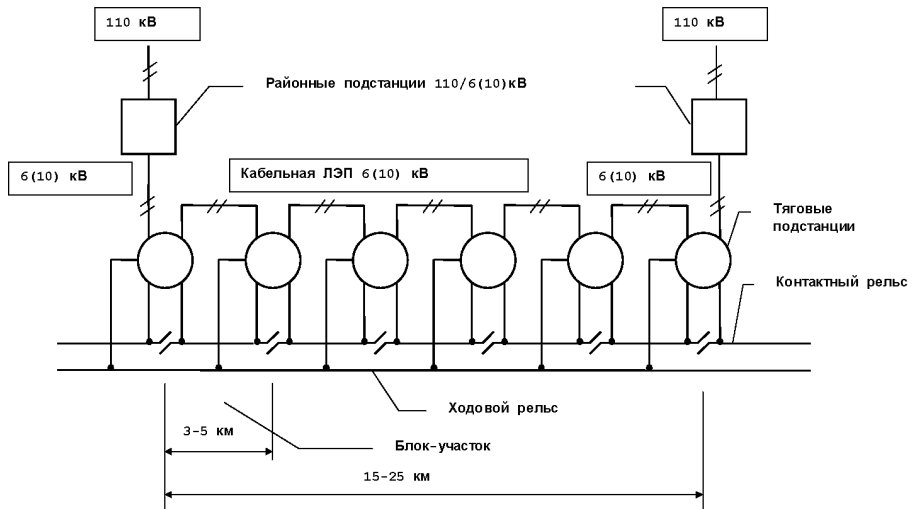 110 кВ
110 кВ
Районные подстанции 110/6(10)кВ
6(10) кВ
Кабельная ЛЭП 6(10) кВ
6(10) кВ
Тяговые
подстанции
Контактный рельс
Ходовой рельс
3-5 км
Блок-участок
15-25 км